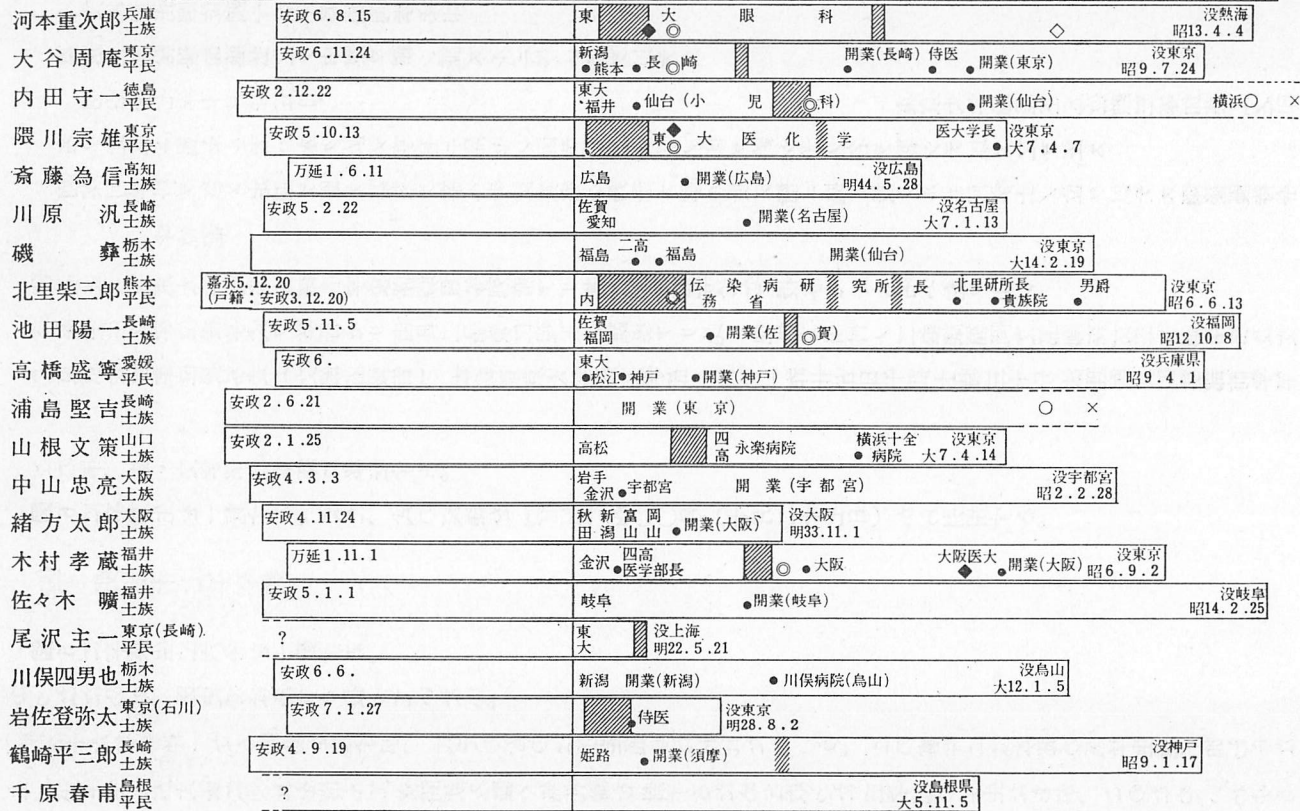 河本重次郎 兵庫士族 安政6.8.15 東大眼科 没熱海 昭13.4.4
大谷周庵 東京平民 安政6.11.24 新潟 熊本 長崎 開業(長崎) 侍医 開業(東京) 没東京 昭9.7.24
内田守一 徳島平民 安政2.12.22 東大 福井 仙台(小児科) 開業(仙台) 横浜○ ×
隈川宗雄 東京平民 安政5.10.13 東大医化学 医大学長 没東京 大7.4.7
斎藤為信 高知士族 万延1.6.11 広島 開業(広島) 没広島 明44.5.28
川原汎 長崎士族 安政5.2.22 佐賀 愛知 開業(名古屋) 没名古屋 大7.1.13
磯彝 栃木士族 福島 二高 福島 開業(仙台) 没東京 大14.2.19
北里柴三郎 熊本平民 嘉永5.12.20 (戸籍:安政3.12.20) 内務省 伝染病研究所長 北里研所長 貴族院 男爵 没東京 昭6.6.13
池田陽一 長崎士族 安政5.11.5 佐賀 福岡 開業(佐賀) 没福岡 昭12.10.8
高橋盛寧 愛媛平民 安政6. 東大 松江 神戸 開業(神戸) 没兵庫県 昭9.4.1
浦島堅吉 長崎士族 安政2.6.21 開業(東京) ○ ×
山根文策 山口士族 安政2.1.25 高松 四高 永楽病院 横浜十全病院 没東京 大7.4.14
中山忠亮 大阪士族 安政4.3.3 岩手 金沢 宇都宮 開業(宇都宮) 没宇都宮 昭2.2.28
緒方太郎 大阪士族 安政4.11.24 秋田 新潟 富山 岡山 開業(大阪) 没大阪 明33.11.1
木村孝蔵 福井士族 万延1.11.1 金沢 四高医学部長 大阪 大阪医大 開業(大阪) 没東京 昭6.9.2
佐々木曠 福井士族 安政5.1.1 岐阜 開業(岐阜) 没岐阜 昭14.2.25
尾沢主一 東京(長崎)平民 ? 東大 没上海 明22.5.21
川俣四男也 栃木士族 安政6.6. 新潟 開業(新潟) 川俣病院(烏山) 没烏山 大12.1.5
岩佐登弥太 東京(石川)士族 安政7.1.27 侍医 没東京 明28.8.2
鶴崎平三郎 長崎士族 安政4.9.19 姫路 開業(須摩) 没神戸 昭9.1.17
千原春甫 島根平民 ? 没島根県 大5.11.5